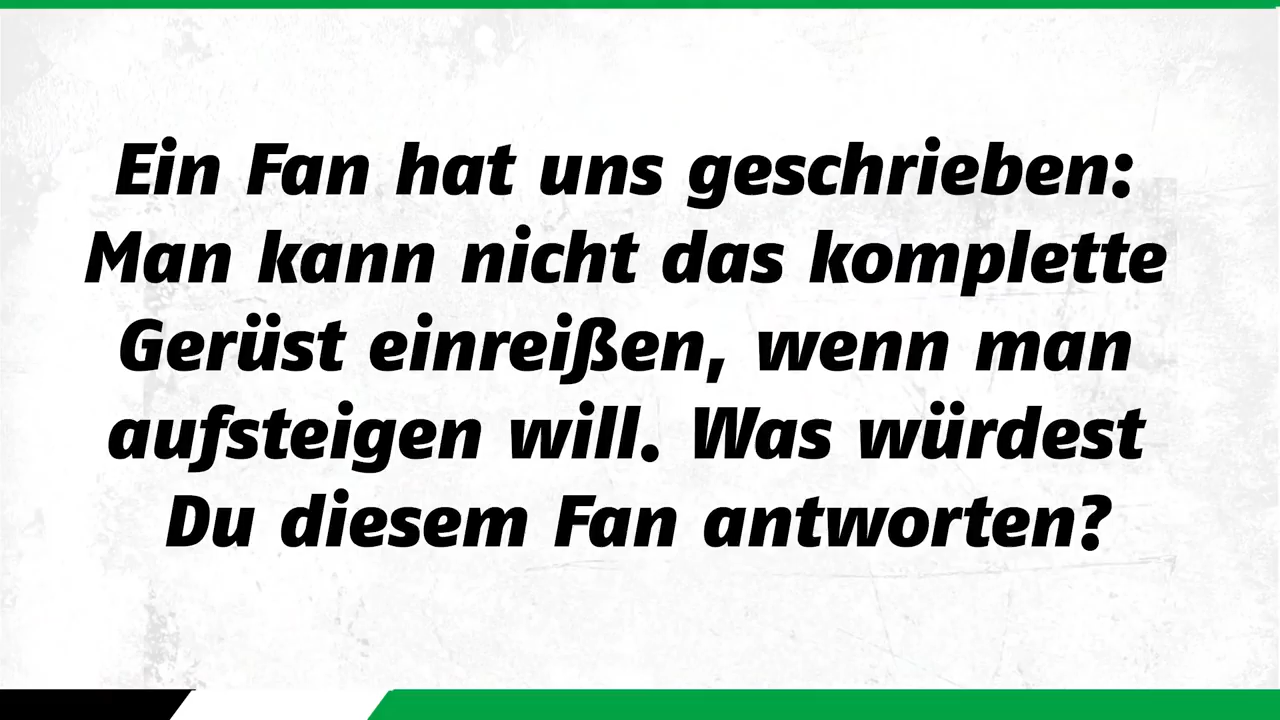 Ein Fan hat uns geschrieben:
Man kann nicht das komplette
Gerüst einreißen, wenn man
aufsteigen will. Was würdest
Du diesem Fan antworten?